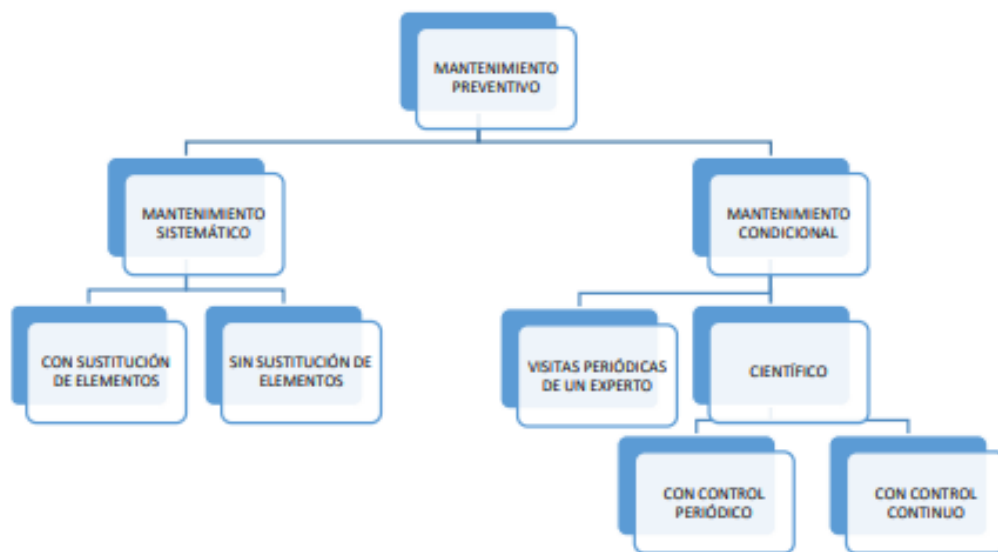 MANTENIMIENTO
PREVENTIVO
MANTENIMIENTO
SISTEMÁTICO
MANTENIMIENTO
CONDICIONAL
CON SUSTITUCIÓN
DE ELEMENTOS
SIN SUSTITUCIÓN DE
ELEMENTOS
VISITAS PERIÓDICAS
DE UN EXPERTO
CIENTÍFICO
CON CONTROL
PERIÓDICO
CON CONTROL
CONTINUO